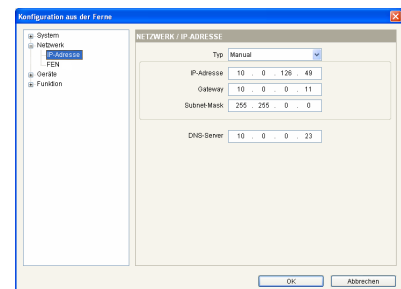 Konfiguration aus der Ferne
System
Netzwerk
IP-Adresse
FEN
Geräte
Funktion
NETZWERK / IP-ADRESSE
Typ Manual
IP-Adresse 10 . 0 . 126 . 49
Gateway 10 . 0 . 0 . 11
Subnet-Mask 255 . 255 . 0 . 0
DNS-Server 10 . 0 . 0 . 23
OK Abbrechen